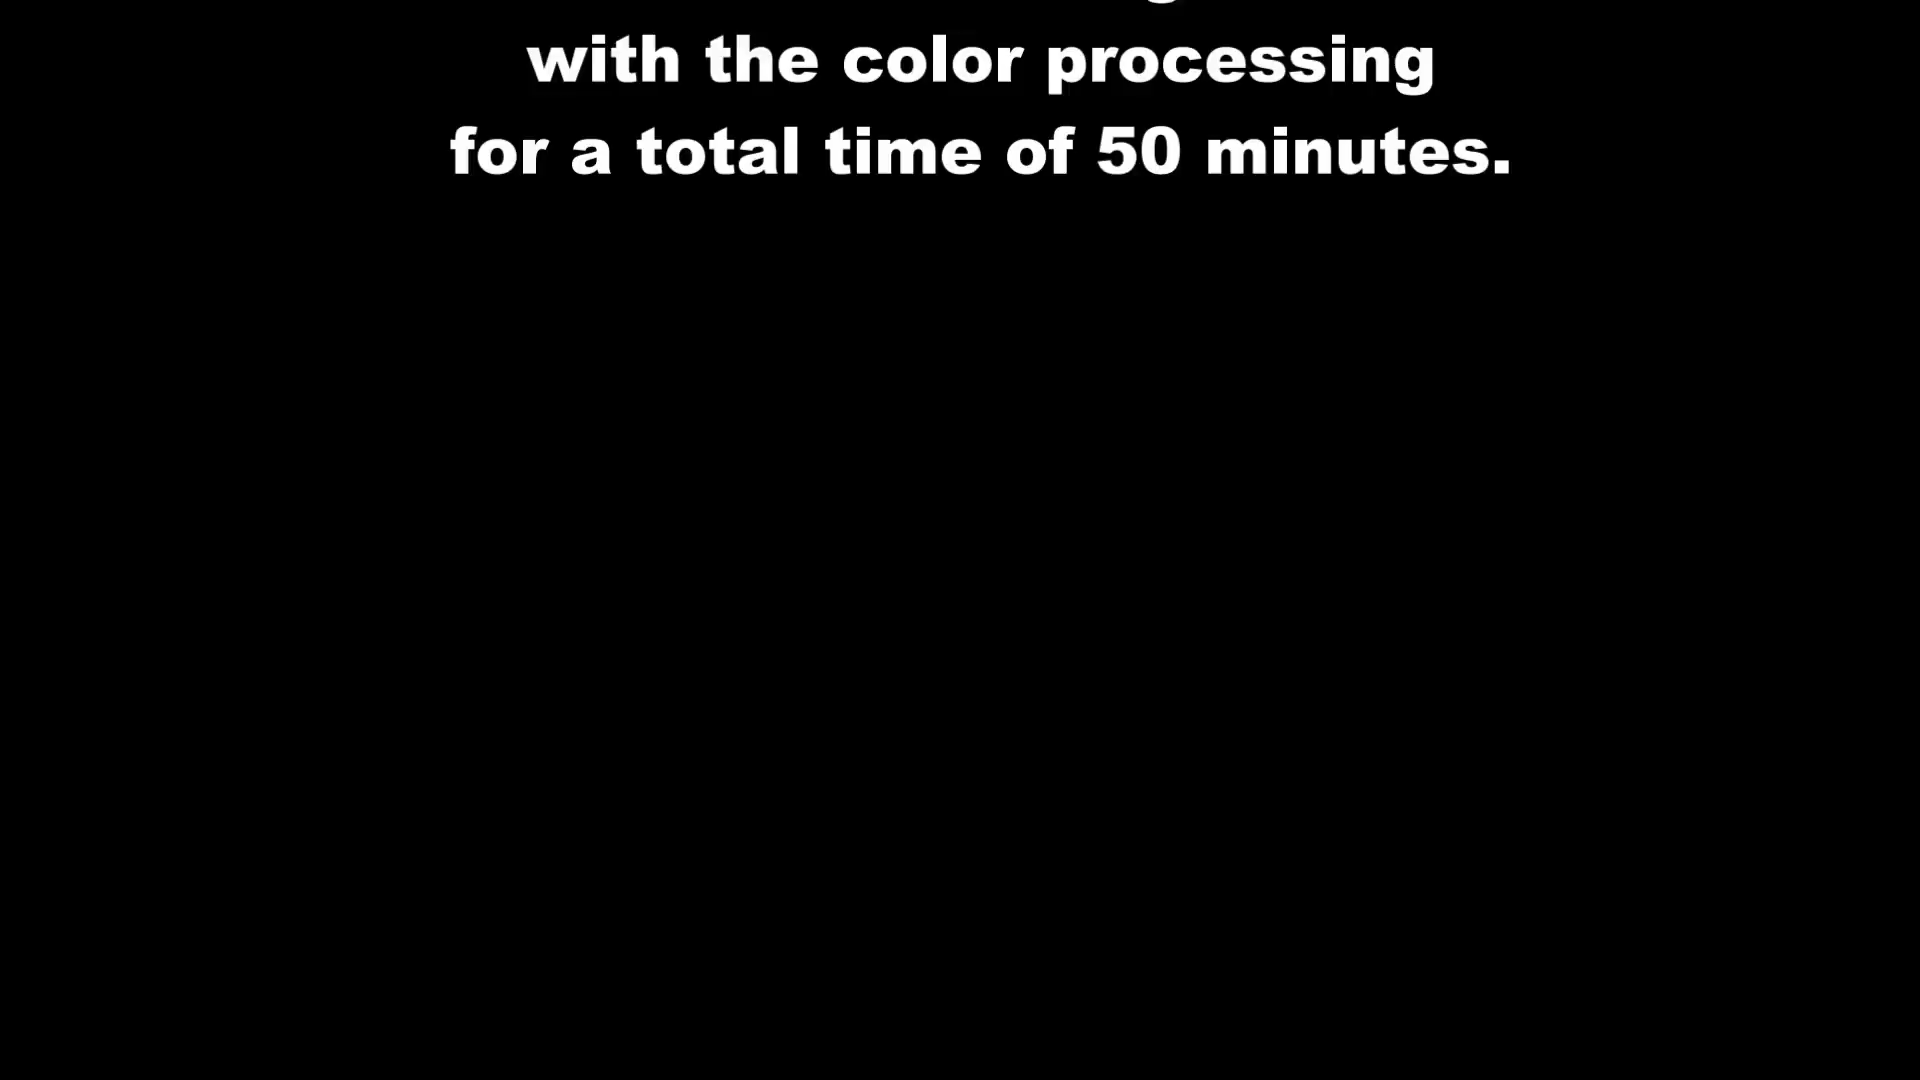 with the color processing
for a total time of 50 minutes.